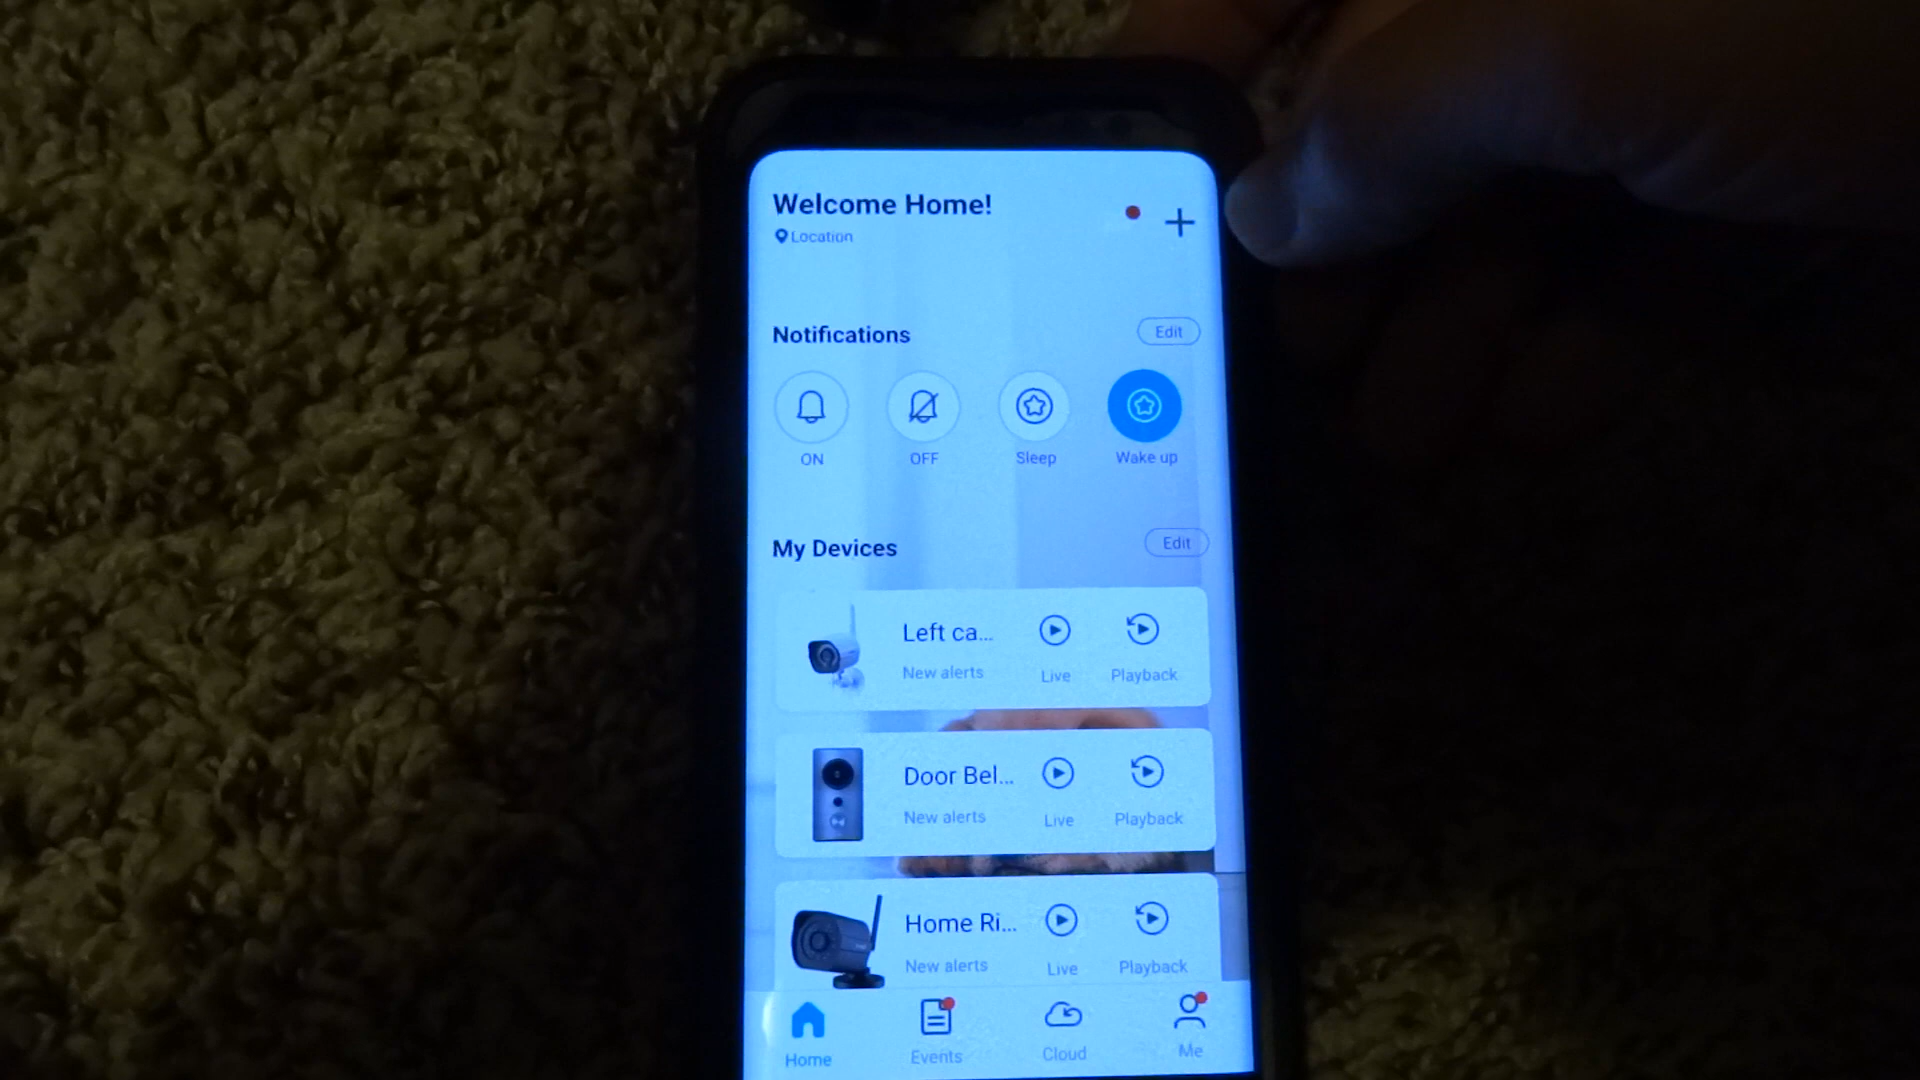 Welcome Home!
Location
Notifications
Edit
ON
OFF
Sleep
Wake up
My Devices
Edit
Left ca...
New alerts
Live
Playback
Door Bel...
New alerts
Live
Playback
Home Ri...
New alerts
Live
Playback
Home
Events
Cloud
Me